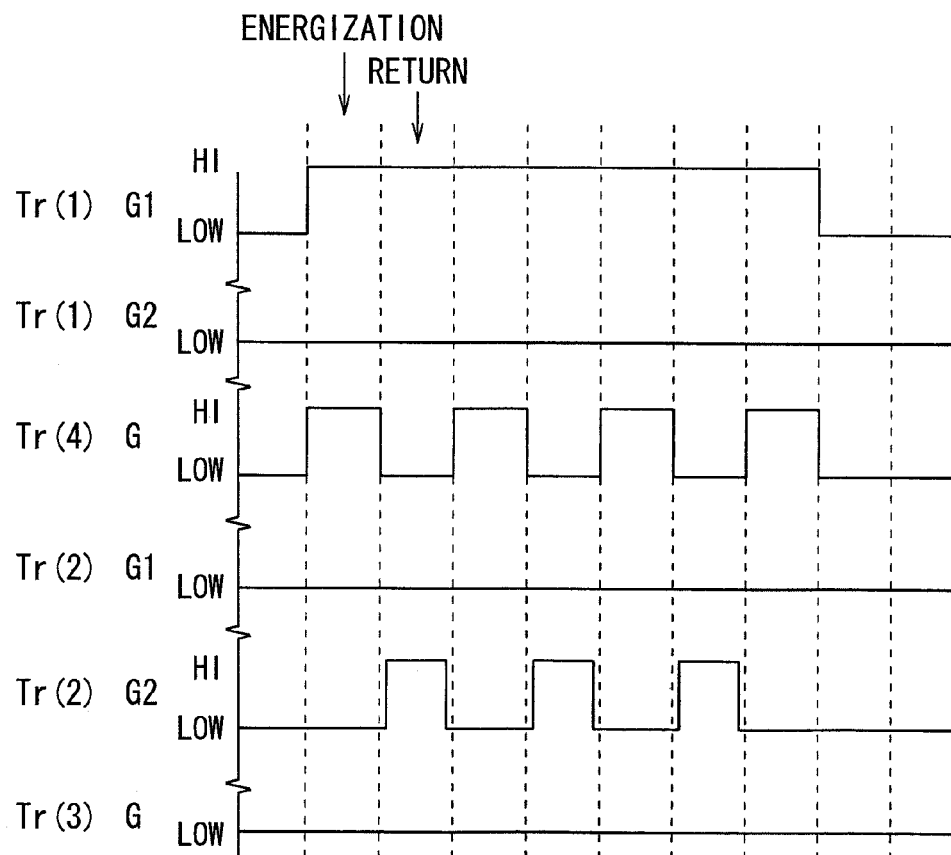 ENERGIZATION
RETURN
HI
Tr(1) G1
LOW
Tr(1) G2
LOW
HI
Tr(4) G
LOW
Tr(2) G1
LOW
HI
Tr(2) G2
LOW
Tr(3) G
LOW